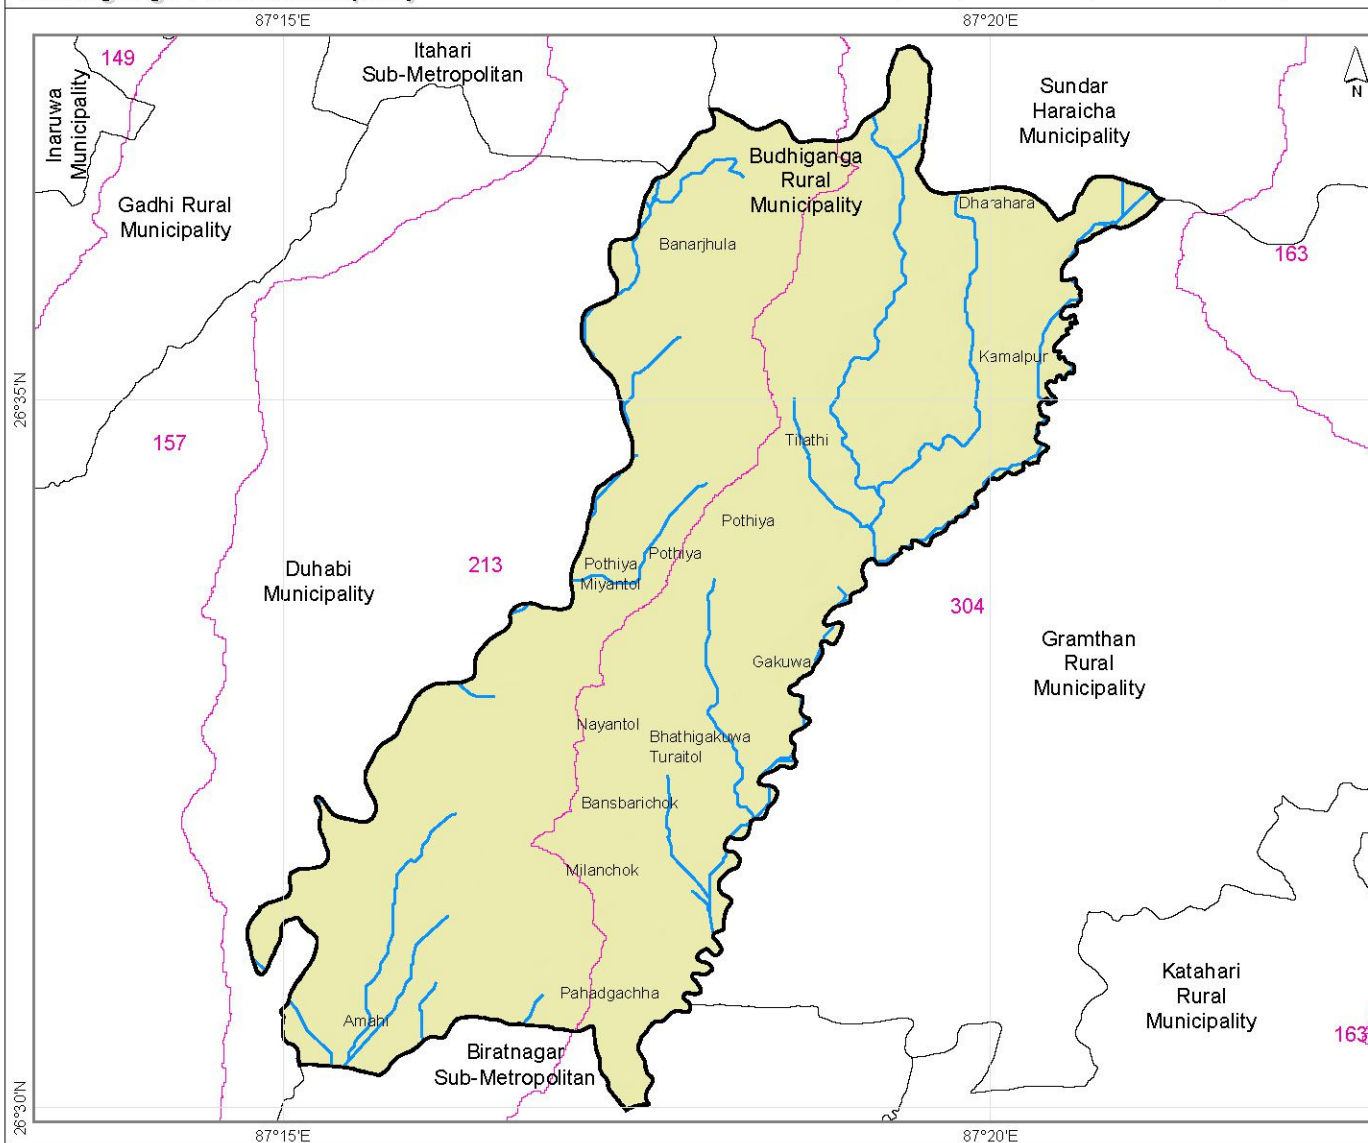 87°15'E
87°20'E
149
Itahari
Sub-Metropolitan
Inaruwa
Municipality
Sundar
Haraicha
Municipality
N
Budhiganga
Rural
Municipality
Gadhi Rural
Municipality
Dharahara
Banarjhula
163
Kamalpur
26°35'N
157
Tilathi
Pothiya
Pothiya
Pothiya
Miyantol
213
Duhabi
Municipality
304
Gramthan
Rural
Municipality
Gakuwa
Nayantol
Bhathigakuwa
Turaitol
Bansbarichok
Milanchok
Katahari
Rural
Municipality
Pahadgachha
Amahi
163
Biratnagar
Sub-Metropolitan
26°30'N
87°15'E
87°20'E